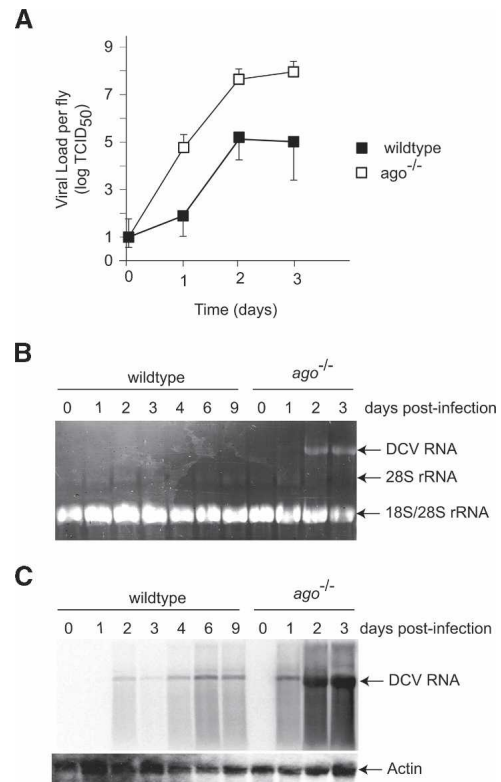 A
Viral Load per fly
(log TCID50)
9
7
5
3
1
0
0 1 2 3
Time (days)
wildtype
ago-/-
B
wildtype ago-/-
0 1 2 3 4 6 9 0 1 2 3 days post-infection
DCV RNA
28S rRNA
18S/28S rRNA
C
wildtype ago-/-
0 1 2 3 4 6 9 0 1 2 3 days post-infection
DCV RNA
Actin